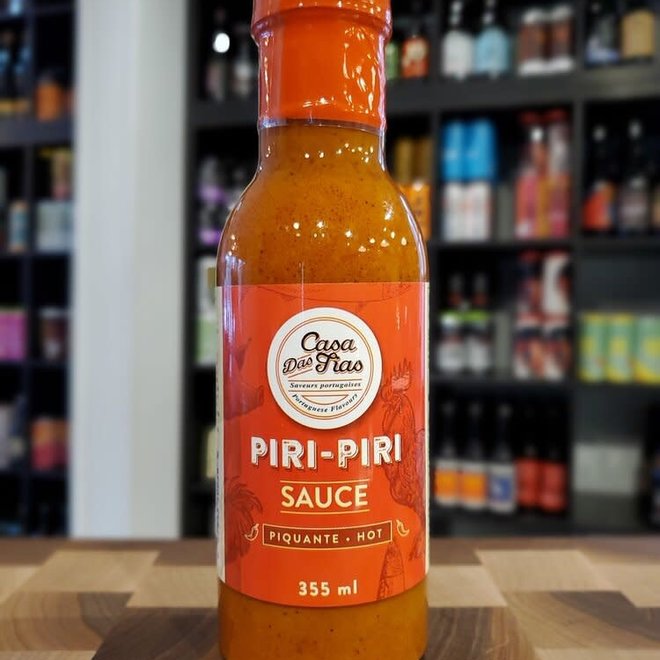 Casa
Das Tias
Saveurs portugaises
Portuguese Flavours
PIRI-PIRI
SAUCE
PIQUANTE • HOT
355 ml